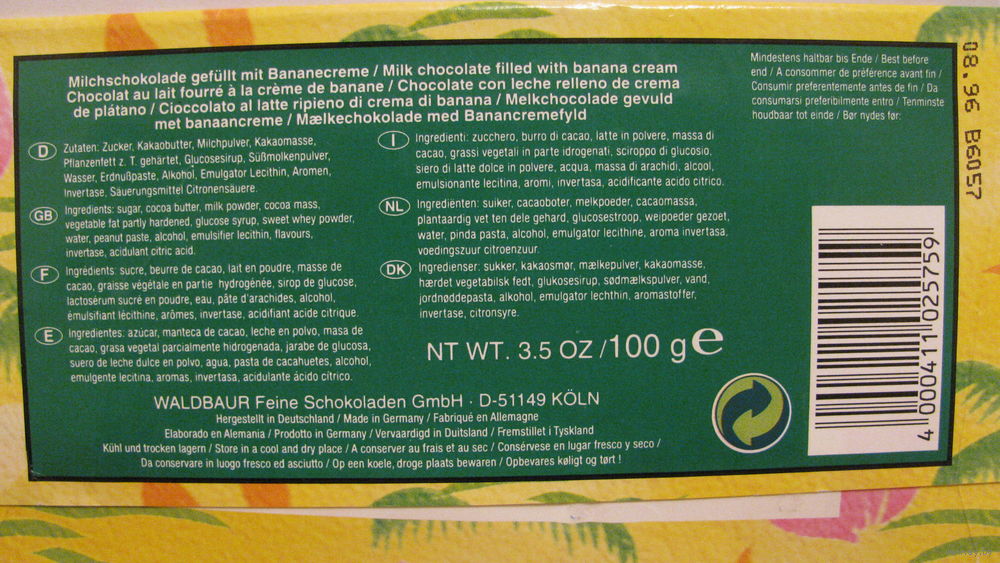 Milchschokolade gefüllt mit Bananecreme / Milk chocolate filled with banana cream
Chocolat au lait fourré à la crème de banane / Chocolate con leche relleno de crema
de plátano / Cioccolato al latte ripieno di crema di banana / Melkchocolade gevuld
met banaancreme / Mælkechokolade med Banancremefyld
D Zutaten: Zucker, Kakaobutter, Milchpulver, Kakaomasse,
Pflanzenfett z. T. gehärtet, Glucosesirup, Süßmolkenpulver,
Wasser, Erdnußpaste, Alkohol, Emulgator Lecithin, Aromen,
Invertase, Säuerungsmittel Citronensäure.
GB Ingredients: sugar, cocoa butter, milk powder, cocoa mass,
vegetable fat partly hardened, glucose syrup, sweet whey powder,
water, peanut paste, alcohol, emulsifier lecithin, flavours,
invertase, acidulant citric acid.
F Ingrédients: sucre, beurre de cacao, lait en poudre, masse de
cacao, graisse végétale en partie hydrogénée, sirop de glucose,
lactosérum sucré en poudre, eau, pâte d'arachides, alcohol,
émulsifiant lécithine, arômes, invertase, acidifiant acide citrique.
E Ingredientes: azúcar, manteca de cacao, leche en polvo, masa de
cacao, grasa vegetal parcialmente hidrogenada, jarabe de glucosa,
suero de leche dulce en polvo, agua, pasta de cacahuetes, alcohol,
emulgente lecitina, aromas, invertasa, acidulante ácido cítrico.
I Ingredienti: zucchero, burro di cacao, latte in polvere, massa di
cacao, grassi vegetali in parte idrogenati, sciroppo di glucosio,
siero di latte dolce in polvere, acqua, massa di arachidi, alcool,
emulsionante lecitina, aromi, invertasa, acidificante acido citrico.
NL Ingrediënten: suiker, cacaoboter, melkpoeder, cacaomassa,
plantaardig vet ten dele gehard, glucosestroop, weipoeder gezoet,
water, pinda pasta, alcohol, emulgator lecithine, aroma invertasa,
voedingszuur citroenzuur.
DK Ingredienser: sukker, kakaosmør, mælkepulver, kakaomasse,
hærdet vegetabilsk fedt, glukosesirup, sødmælkspulver, vand,
jordnøddepasta, alkohol, emulgator lechthin, aromastoffer,
invertase, citronsyre.
NT WT. 3.5 OZ /100 g e
WALDBAUR Feine Schokoladen GmbH · D-51149 KÖLN
Hergestellt in Deutschland / Made in Germany / Fabriqué en Allemagne
Elaborado en Alemania / Prodotto in Germany / Vervaardigd in Duitsland / Fremstillet i Tyskland
Kühl und trocken lagern / Store in a cool and dry place / A conserver au frais et au sec / Consérvese en lugar fresco y seco /
Da conservare in luogo fresco ed asciutto / Op een koele, droge plaats bewaren / Opbevares køligt og tørt !
Mindestens haltbar bis Ende / Best before
end / A consommer de préférence avant fin /
Consumir preferentemente antes de fin / Da
consumarsi preferibilmente entro / Tenminste
houdbaar tot einde / Bør nydes før:
08.96 B6057
4 000411 025759